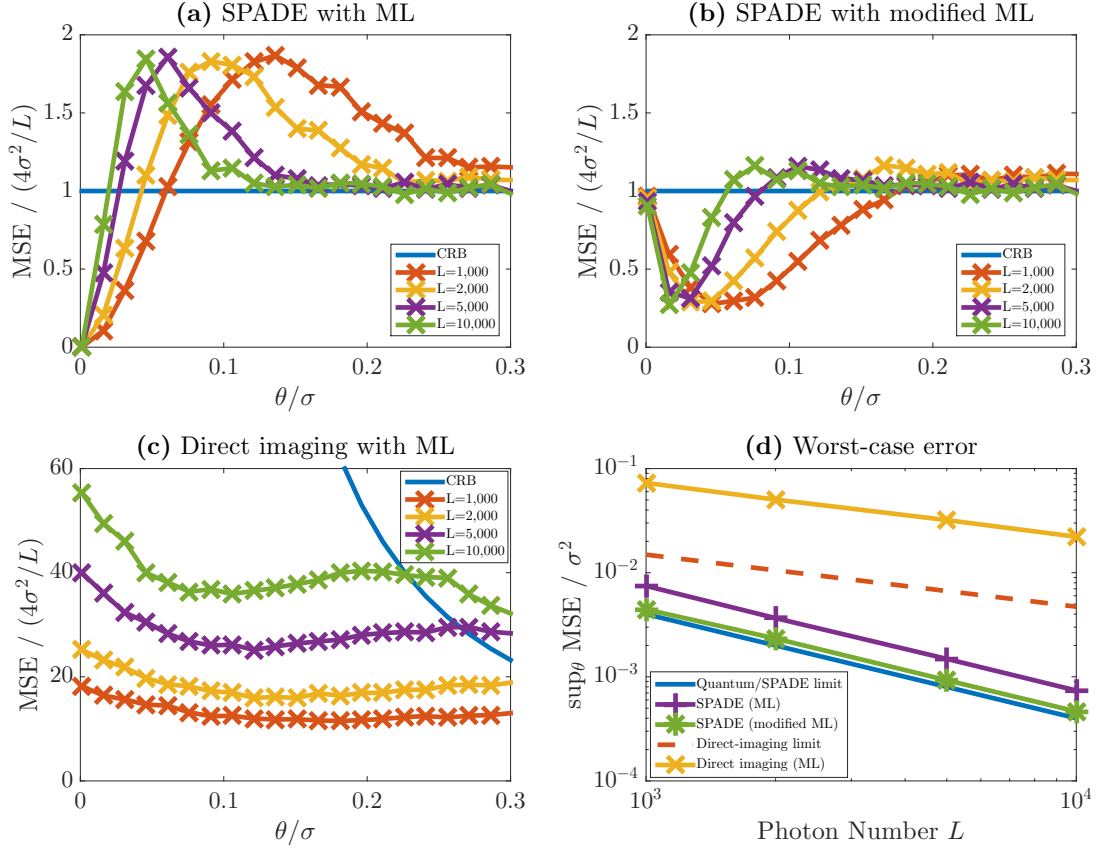 (a) SPADE with ML
MSE / (4σ²/L)
2
1.5
1
0.5
0
0 0.1 0.2 0.3
θ/σ
CRB
L=1,000
L=2,000
L=5,000
L=10,000
(b) SPADE with modified ML
MSE / (4σ²/L)
2
1.5
1
0.5
0
0 0.1 0.2 0.3
θ/σ
CRB
L=1,000
L=2,000
L=5,000
L=10,000
(c) Direct imaging with ML
MSE / (4σ²/L)
60
40
20
0
0 0.1 0.2 0.3
θ/σ
CRB
L=1,000
L=2,000
L=5,000
L=10,000
(d) Worst-case error
sup_θ MSE / σ²
10⁻¹
10⁻²
10⁻³
10⁻⁴
10³ 10⁴
Photon Number L
Quantum/SPADE limit
SPADE (ML)
SPADE (modified ML)
Direct-imaging limit
Direct imaging (ML)